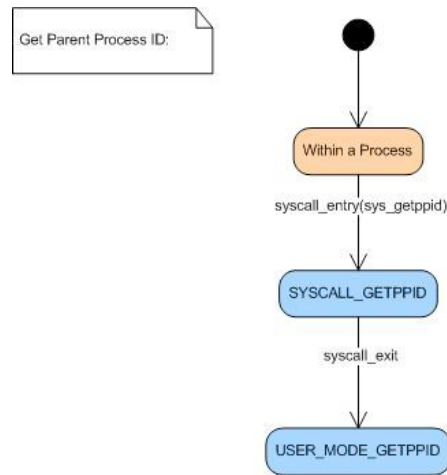 Get Parent Process ID:
Within a Process
syscall_entry(sys_getppid)
SYSCALL_GETPPID
syscall_exit
USER_MODE_GETPPID